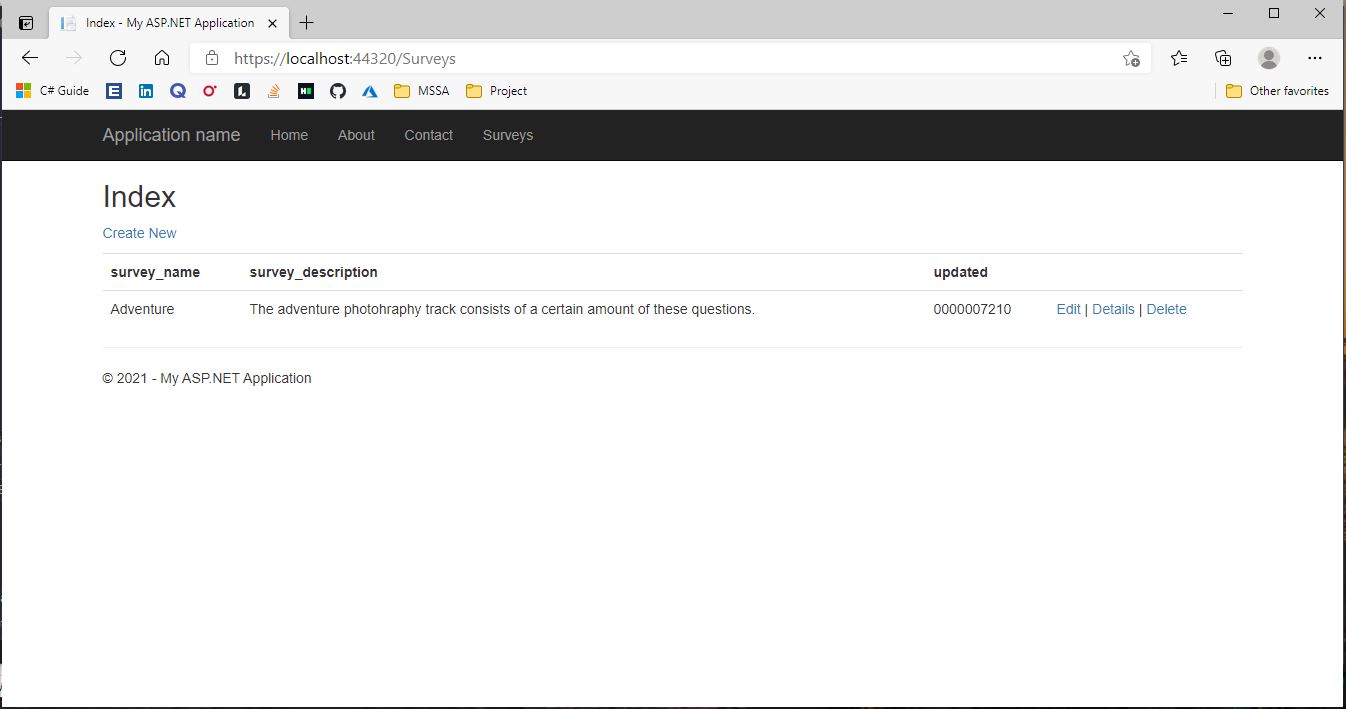 Index - My ASP.NET Application
https://localhost:44320/Surveys
C# Guide MSSA Project Other favorites
Application name Home About Contact Surveys
Index
Create New
survey_name survey_description updated
Adventure The adventure photohraphy track consists of a certain amount of these questions. 0000007210 Edit | Details | Delete
© 2021 - My ASP.NET Application